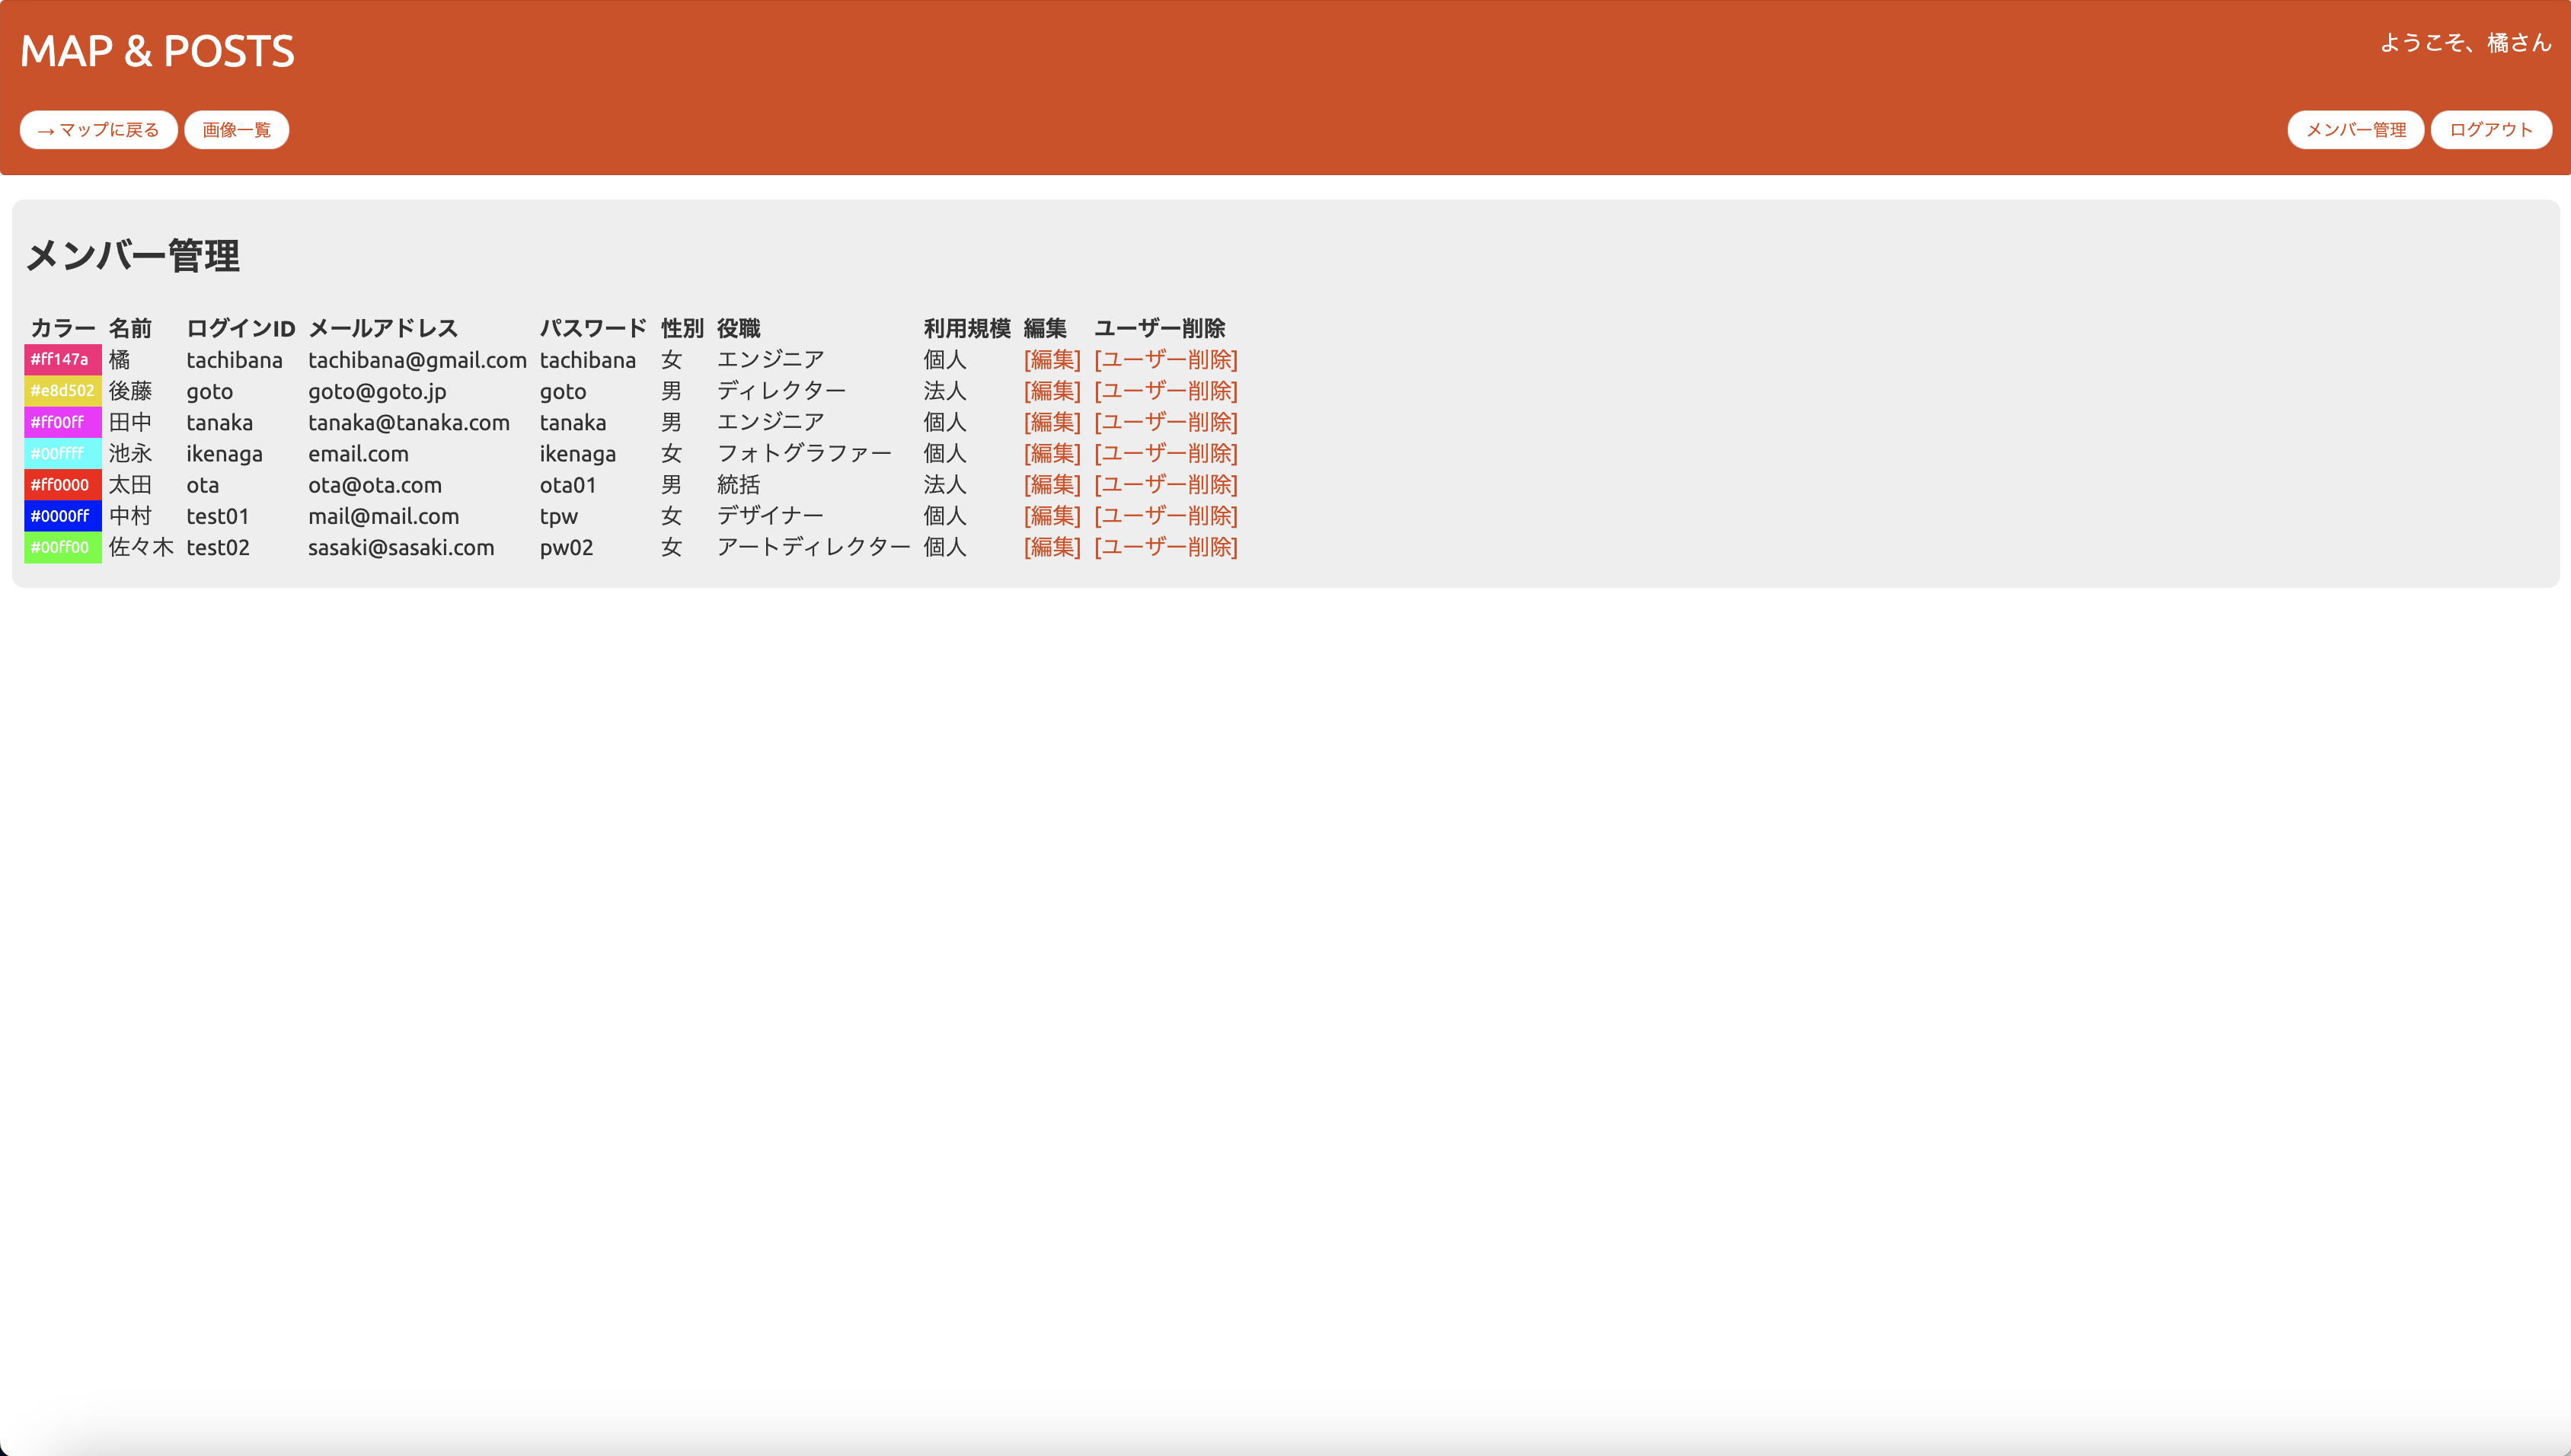 MAP & POSTS
ようこそ、橘さん
→ マップに戻る 画像一覧 メンバー管理 ログアウト
メンバー管理
カラー 名前 ログインID メールアドレス パスワード 性別 役職 利用規模 編集 ユーザー削除
#ff147a 橘 tachibana tachibana@gmail.com tachibana 女 エンジニア 個人 [編集] [ユーザー削除]
#e8d502 後藤 goto goto@goto.jp goto 男 ディレクター 法人 [編集] [ユーザー削除]
#ff00ff 田中 tanaka tanaka@tanaka.com tanaka 男 エンジニア 個人 [編集] [ユーザー削除]
#00ffff 池永 ikenaga email.com ikenaga 女 フォトグラファー 個人 [編集] [ユーザー削除]
#ff0000 太田 ota ota@ota.com ota01 男 統括 法人 [編集] [ユーザー削除]
#0000ff 中村 test01 mail@mail.com tpw 女 デザイナー 個人 [編集] [ユーザー削除]
#00ff00 佐々木 test02 sasaki@sasaki.com pw02 女 アートディレクター 個人 [編集] [ユーザー削除]